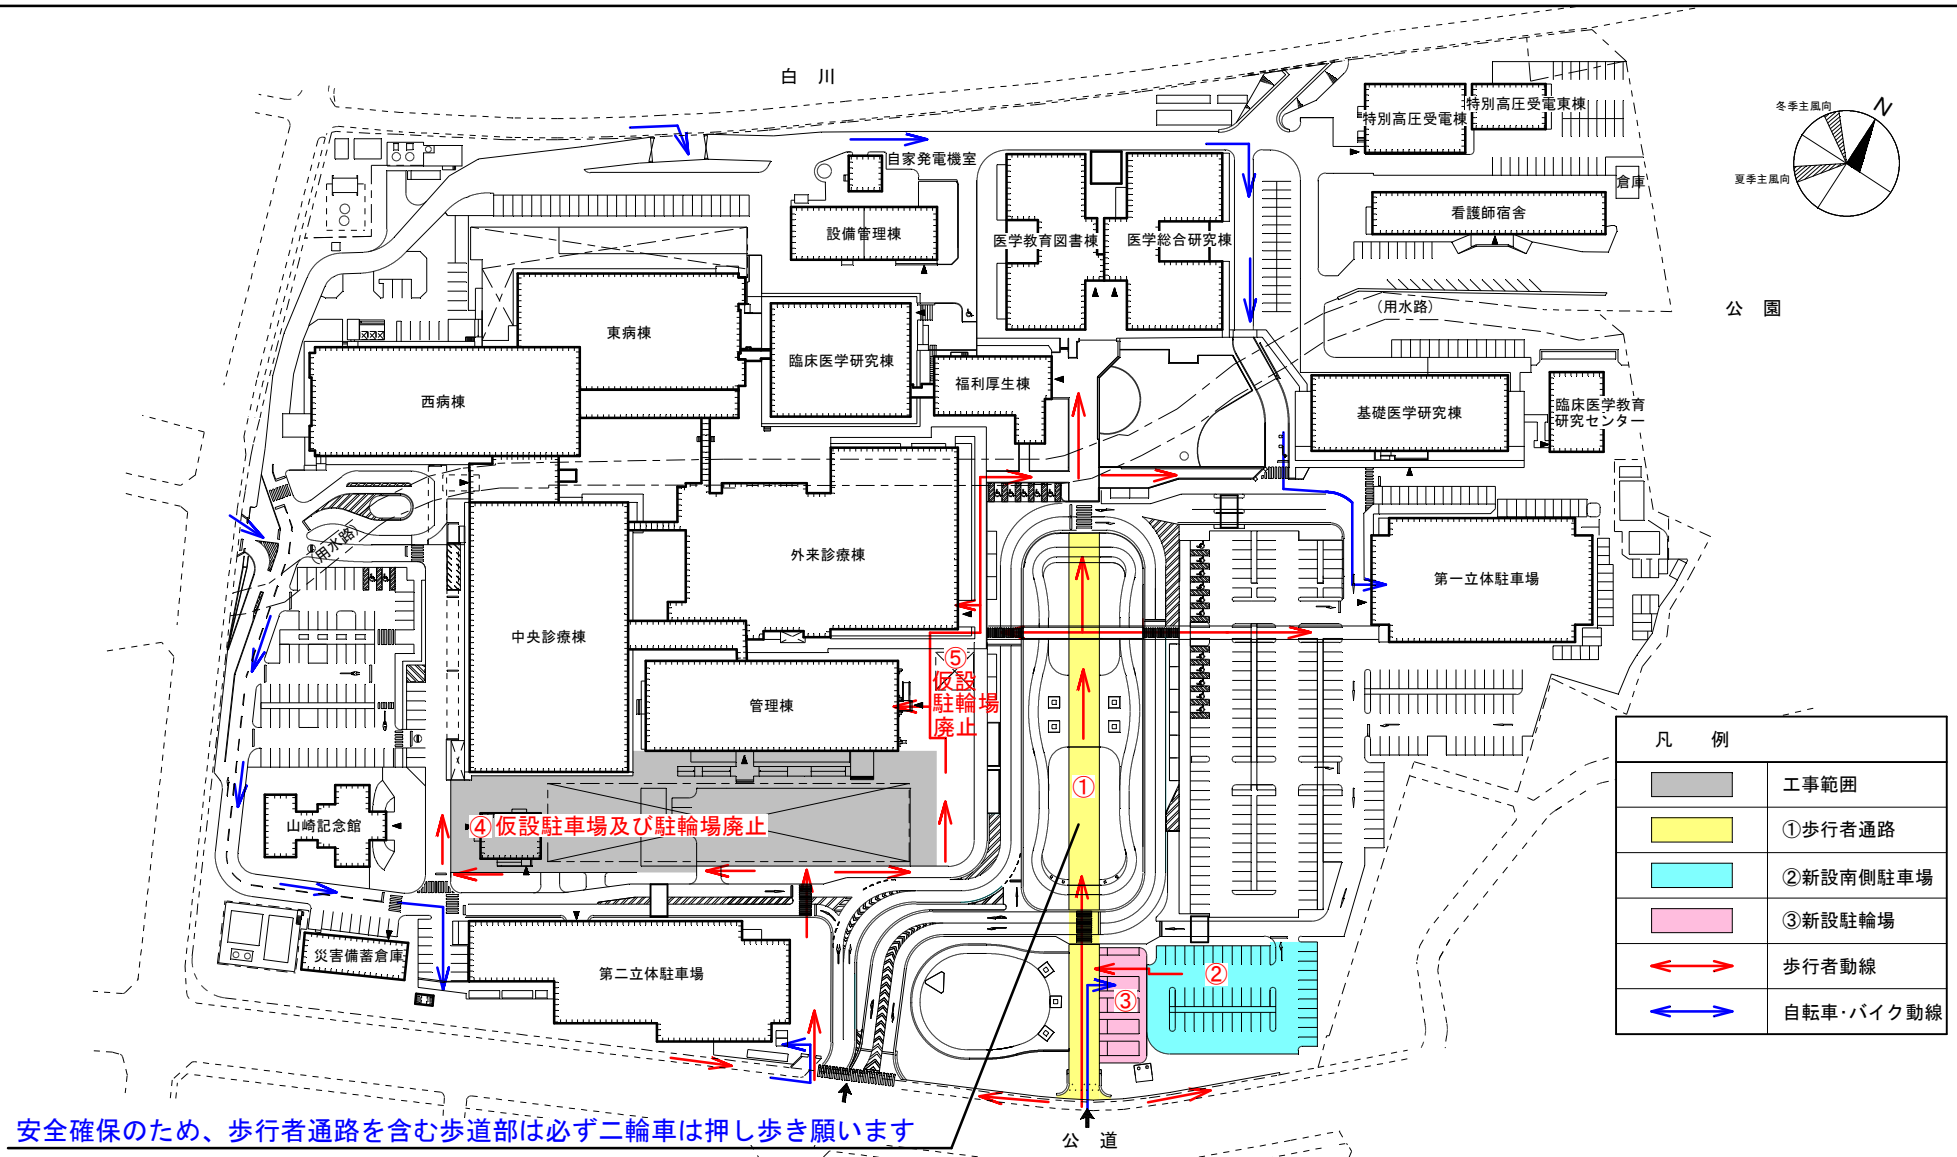 白 川
特別高圧受電東棟
特別高圧受電棟
冬季主風向
N
夏季主風向
自家発電機室
倉庫
看護師宿舎
設備管理棟
医学教育図書棟
医学総合研究棟
(用水路)
公 園
東病棟
臨床医学研究棟
福利厚生棟
西病棟
基礎医学研究棟
臨床医学教育
研究センター
(用水路)
外来診療棟
第一立体駐車場
中央診療棟
⑤
仮設
駐輪場
廃止
管理棟
①
④仮設駐車場及び駐輪場廃止
山崎記念館
災害備蓄倉庫
第二立体駐車場
②
③
凡 例
工事範囲
①歩行者通路
②新設南側駐車場
③新設駐輪場
歩行者動線
自転車・バイク動線
安全確保のため、歩行者通路を含む歩道部は必ず二輪車は押し歩き願います
公 道